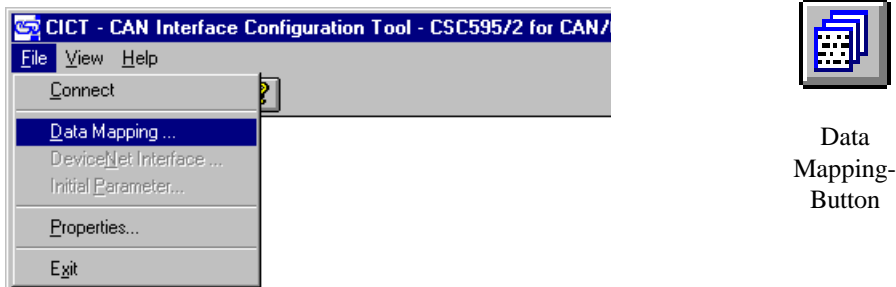 CICT - CAN Interface Configuration Tool - CSC595/2 for CAN/
File View Help
Connect
Data Mapping ...
DeviceNet Interface ...
Initial Parameter...
Properties...
Exit
Data
Mapping-
Button